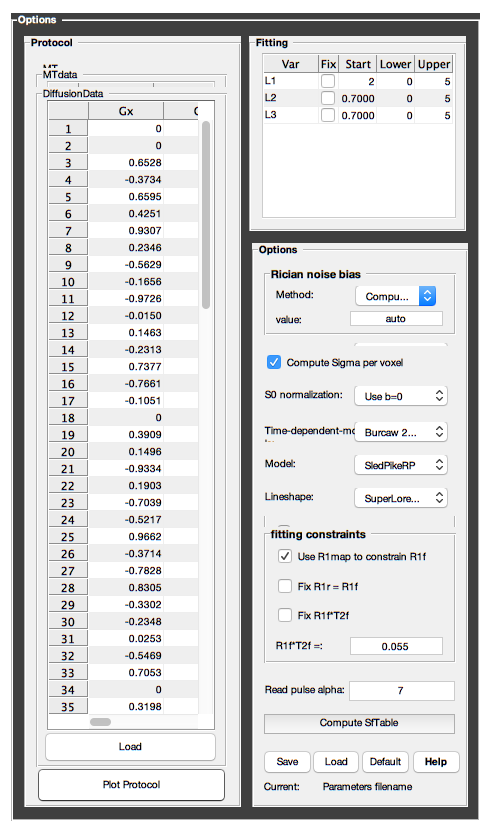 Options
Protocol
MT
MTdata
DiffusionData
Gx
1 0
2 0
3 0.6528
4 -0.3734
5 0.6595
6 0.4251
7 0.9307
8 0.2346
9 -0.5629
10 -0.1656
11 -0.9726
12 -0.0150
13 0.1463
14 -0.2313
15 0.7377
16 -0.7661
17 -0.1051
18 0
19 0.3909
20 0.1496
21 -0.9334
22 0.1903
23 -0.7039
24 -0.5217
25 0.9662
26 -0.3714
27 -0.7828
28 0.8305
29 -0.3302
30 -0.2348
31 0.0253
32 -0.5469
33 0.7053
34 0
35 0.3198
Load
Plot Protocol
Fitting
Var Fix Start Lower Upper
L1 2 0 5
L2 0.7000 0 5
L3 0.7000 0 5
Options
Rician noise bias
Method: Compu...
value: auto
Compute Sigma per voxel
S0 normalization: Use b=0
Time-dependent-mo Burcaw 2...
Model: SledPikeRP
Lineshape: SuperLore...
fitting constraints
Use R1map to constrain R1f
Fix R1r = R1f
Fix R1f*T2f
R1f*T2f =: 0.055
Read pulse alpha: 7
Compute SfTable
Save Load Default Help
Current: Parameters filename